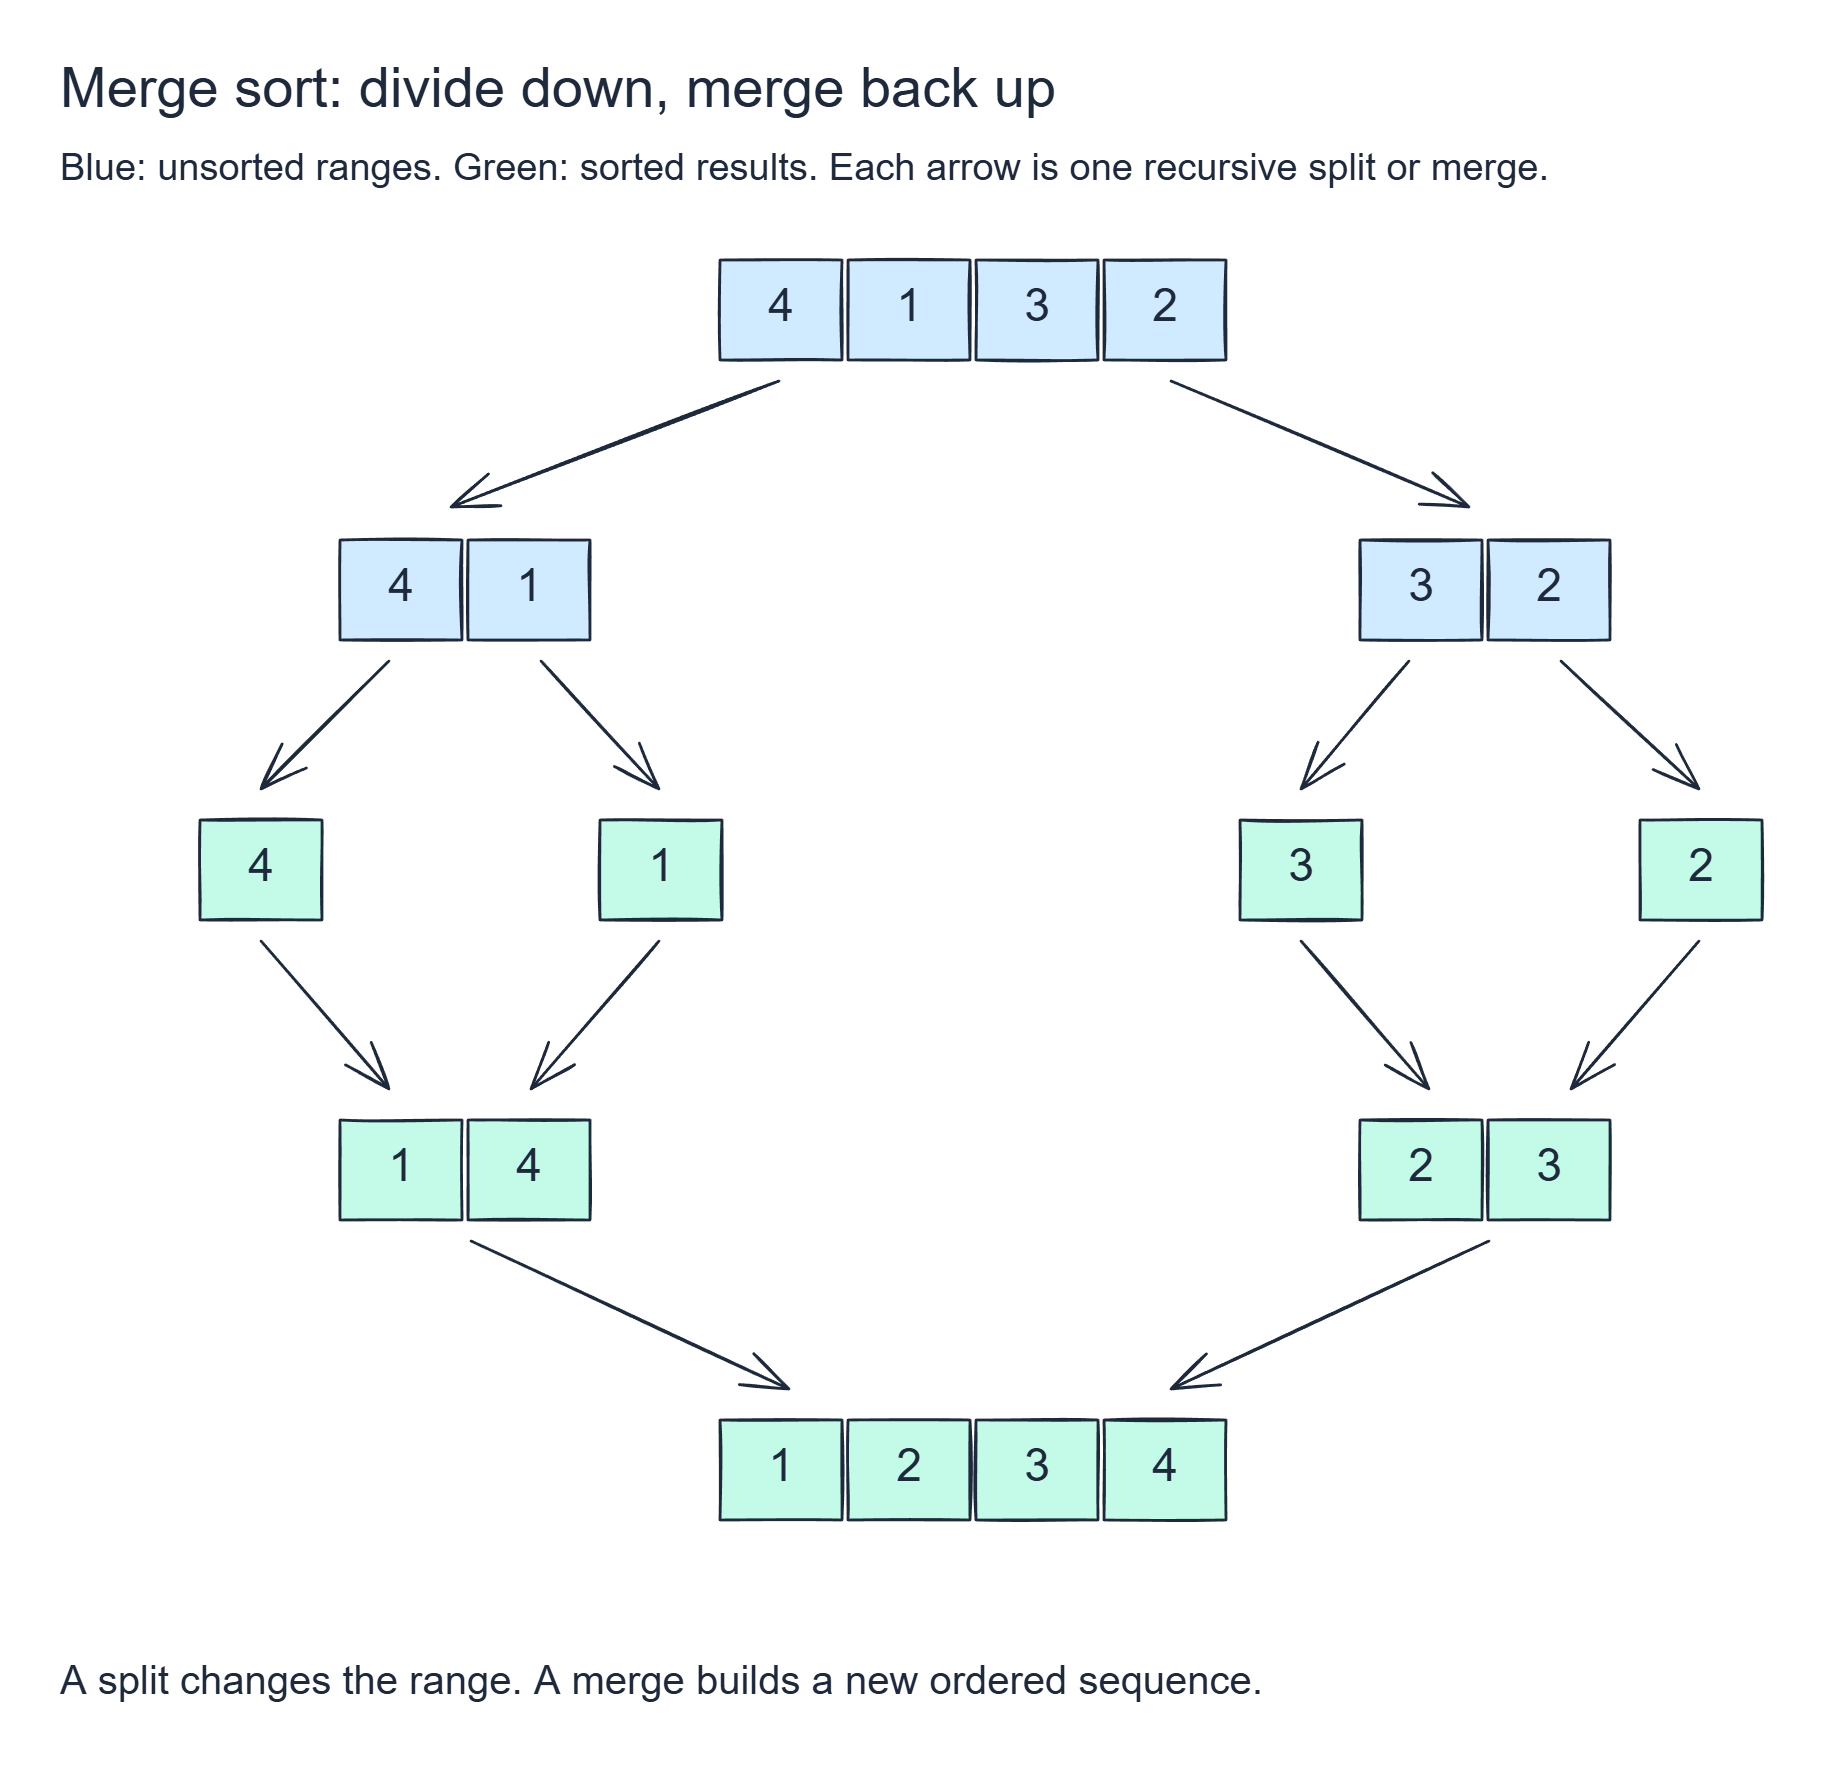 Merge sort: divide down, merge back up
Blue: unsorted ranges. Green: sorted results. Each arrow is one recursive split or merge.
4 1 3 2
4 1 3 2
4 1 3 2
1 4 2 3
1 2 3 4
A split changes the range. A merge builds a new ordered sequence.